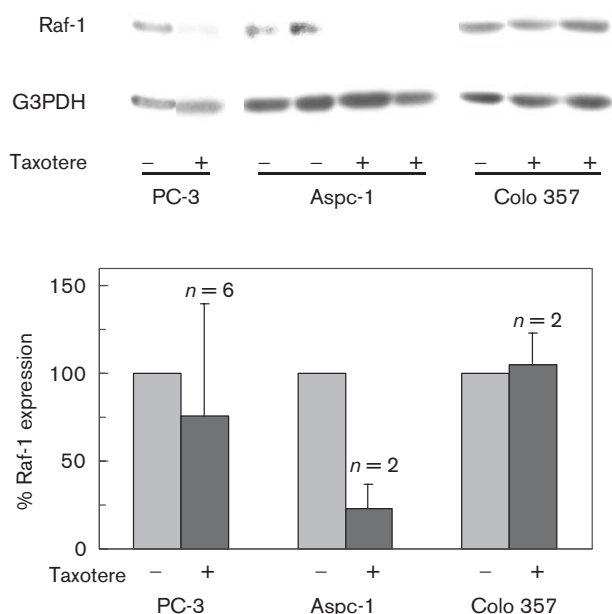 Raf-1
G3PDH
Taxotere – + – – + + – + +
PC-3 Aspc-1 Colo 357
150
n = 6
n = 2
100
n = 2
50
0
% Raf-1 expression
Taxotere – + – + – +
PC-3 Aspc-1 Colo 357